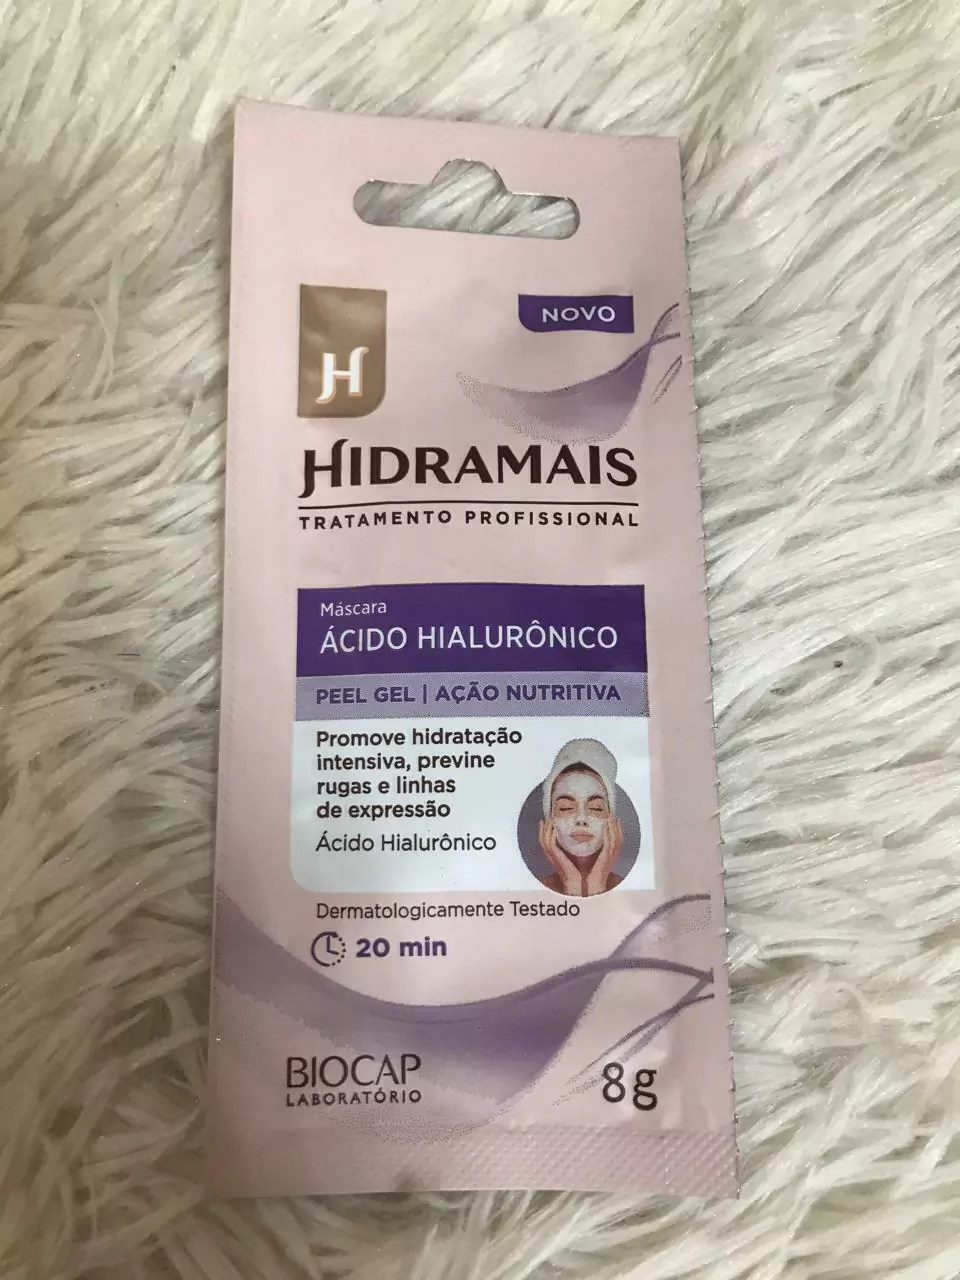 NOVO
H
HIDRAMAIS
TRATAMENTO PROFISSIONAL
Máscara
ÁCIDO HIALURÔNICO
PEEL GEL | AÇÃO NUTRITIVA
Promove hidratação
intensiva, previne
rugas e linhas
de expressão
Ácido Hialurônico
Dermatologicamente Testado
20 min
BIOCAP
LABORATÓRIO
8g